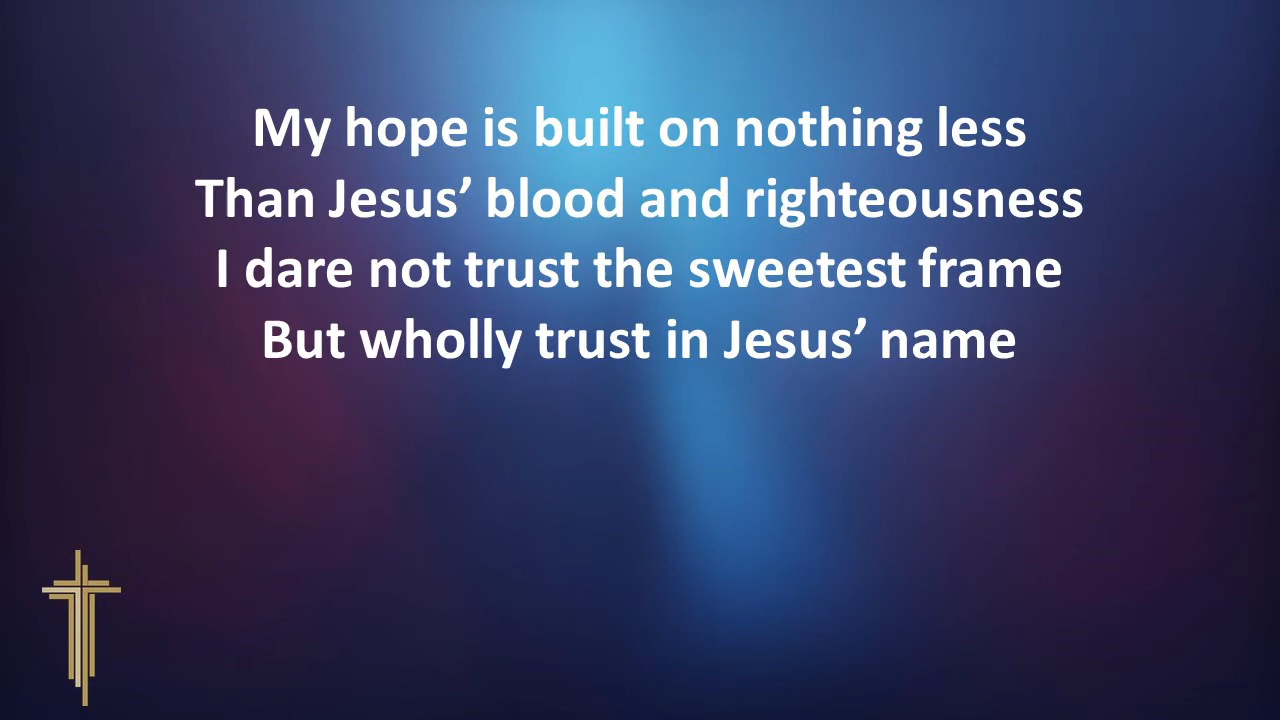 My hope is built on nothing less
Than Jesus’ blood and righteousness
I dare not trust the sweetest frame
But wholly trust in Jesus’ name